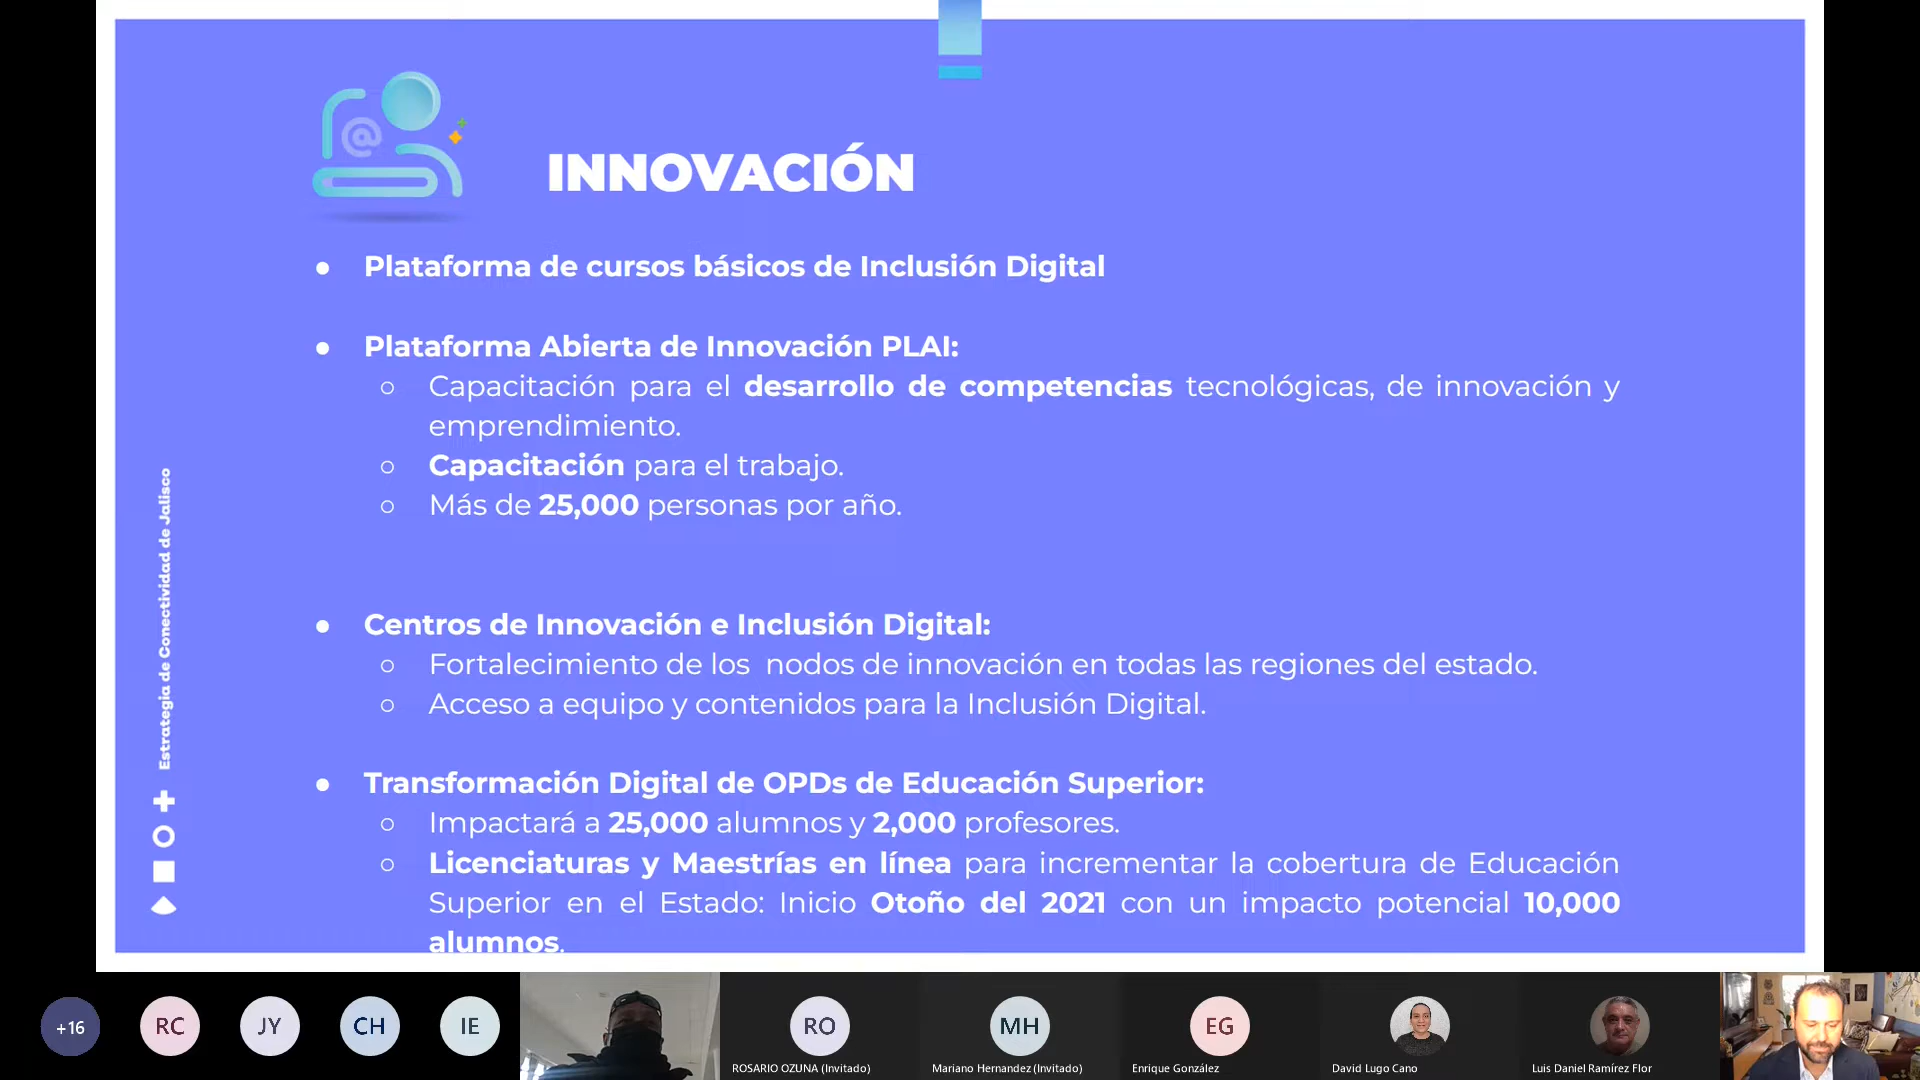 INNOVACIÓN
● Plataforma de cursos básicos de Inclusión Digital
● Plataforma Abierta de Innovación PLAI:
○ Capacitación para el desarrollo de competencias tecnológicas, de innovación y
emprendimiento.
○ Capacitación para el trabajo.
○ Más de 25,000 personas por año.
● Centros de Innovación e Inclusión Digital:
○ Fortalecimiento de los nodos de innovación en todas las regiones del estado.
○ Acceso a equipo y contenidos para la Inclusión Digital.
● Transformación Digital de OPDs de Educación Superior:
○ Impactará a 25,000 alumnos y 2,000 profesores.
○ Licenciaturas y Maestrías en línea para incrementar la cobertura de Educación
Superior en el Estado: Inicio Otoño del 2021 con un impacto potencial 10,000
alumnos.
Estrategia de Conectividad de Jalisco
@
+16
RC
JY
CH
IE
RO
MH
EG
ROSARIO OZUNA (Invitado)
Mariano Hernandez (Invitado)
Enrique González
David Lugo Cano
Luis Daniel Ramírez Flor